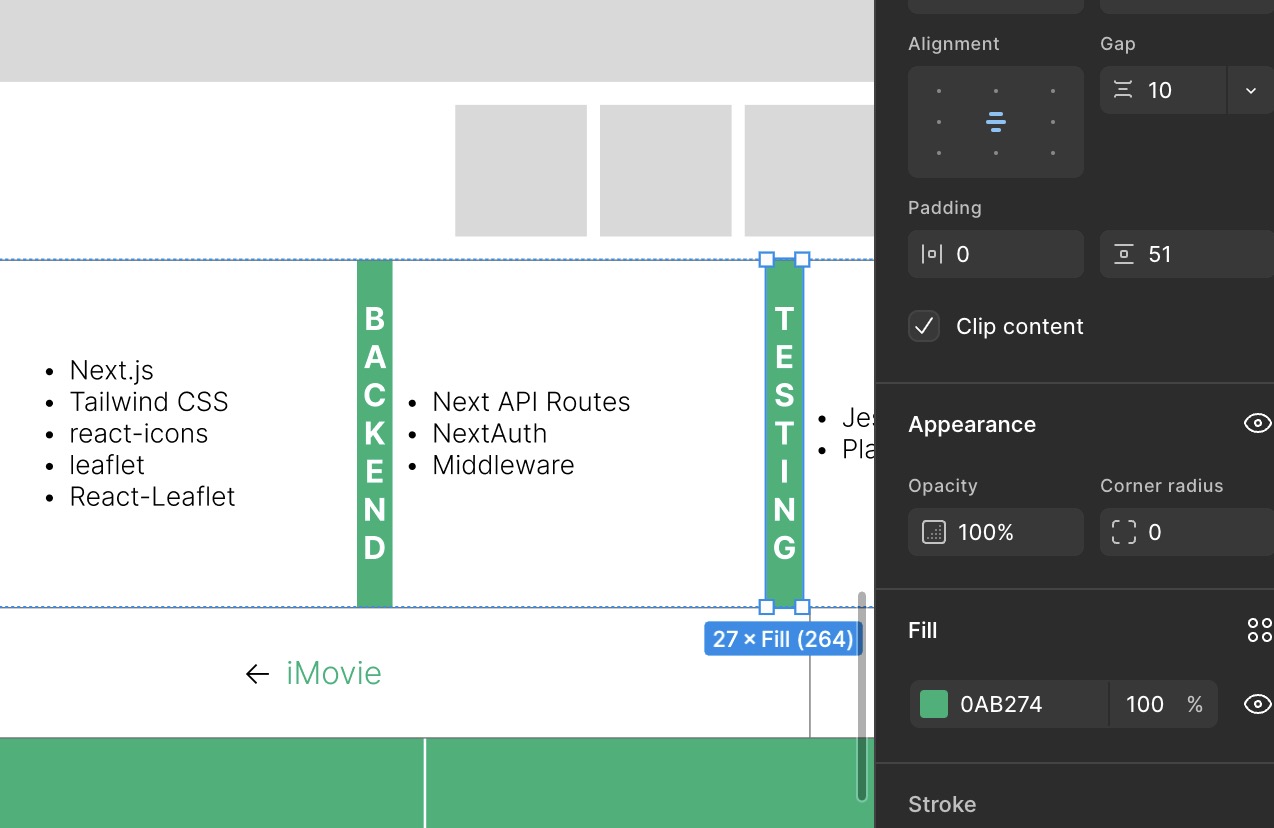 Alignment
Gap
10
Padding
0
51
Clip content
Appearance
Opacity
Corner radius
100%
0
Fill
0AB274
100 %
Stroke
• Next.js
• Tailwind CSS
• react-icons
• leaflet
• React-Leaflet
BACKEND
• Next API Routes
• NextAuth
• Middleware
TESTING
• Jes
• Pla
27 × Fill (264)
← iMovie